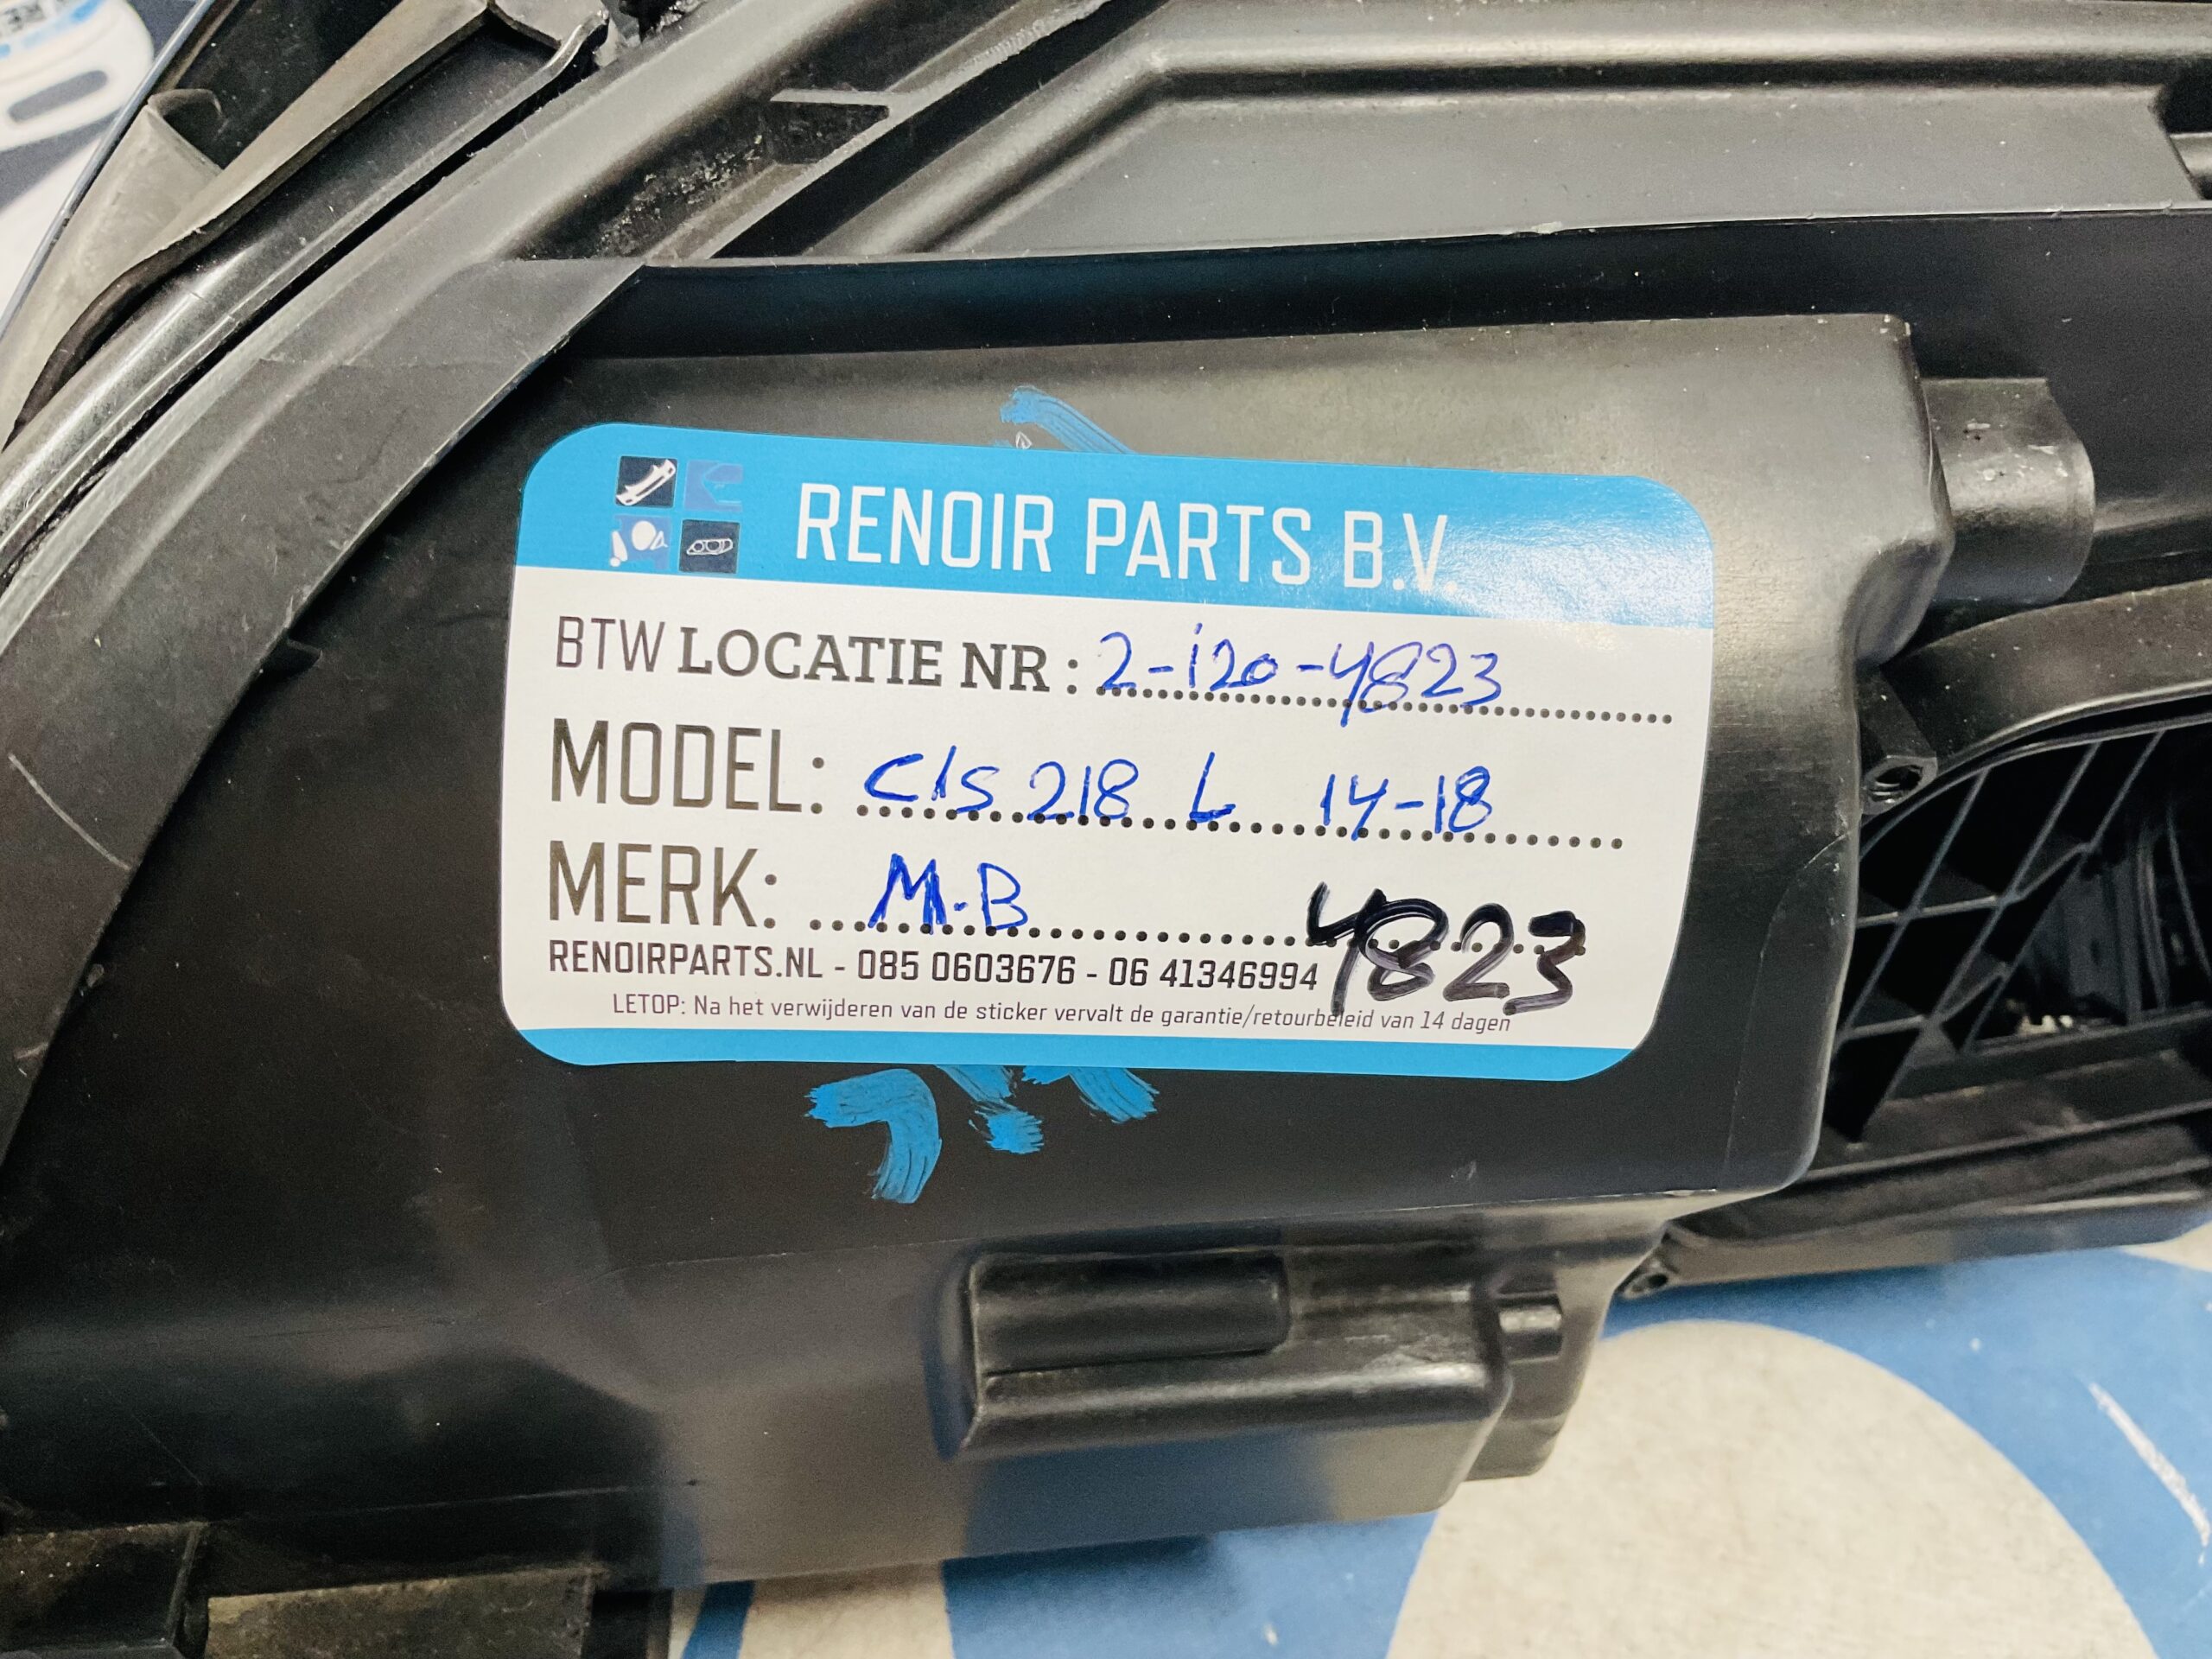 RENOIR PARTS B.V.
BTW LOCATIE NR : 2-i20-4823
MODEL: Cls 218 L 14-18
MERK: M.B
4823
RENOIRPARTS.NL - 085 0603676 - 06 41346994
LETOP: Na het verwijderen van de sticker vervalt de garantie/retourbeleid van 14 dagen